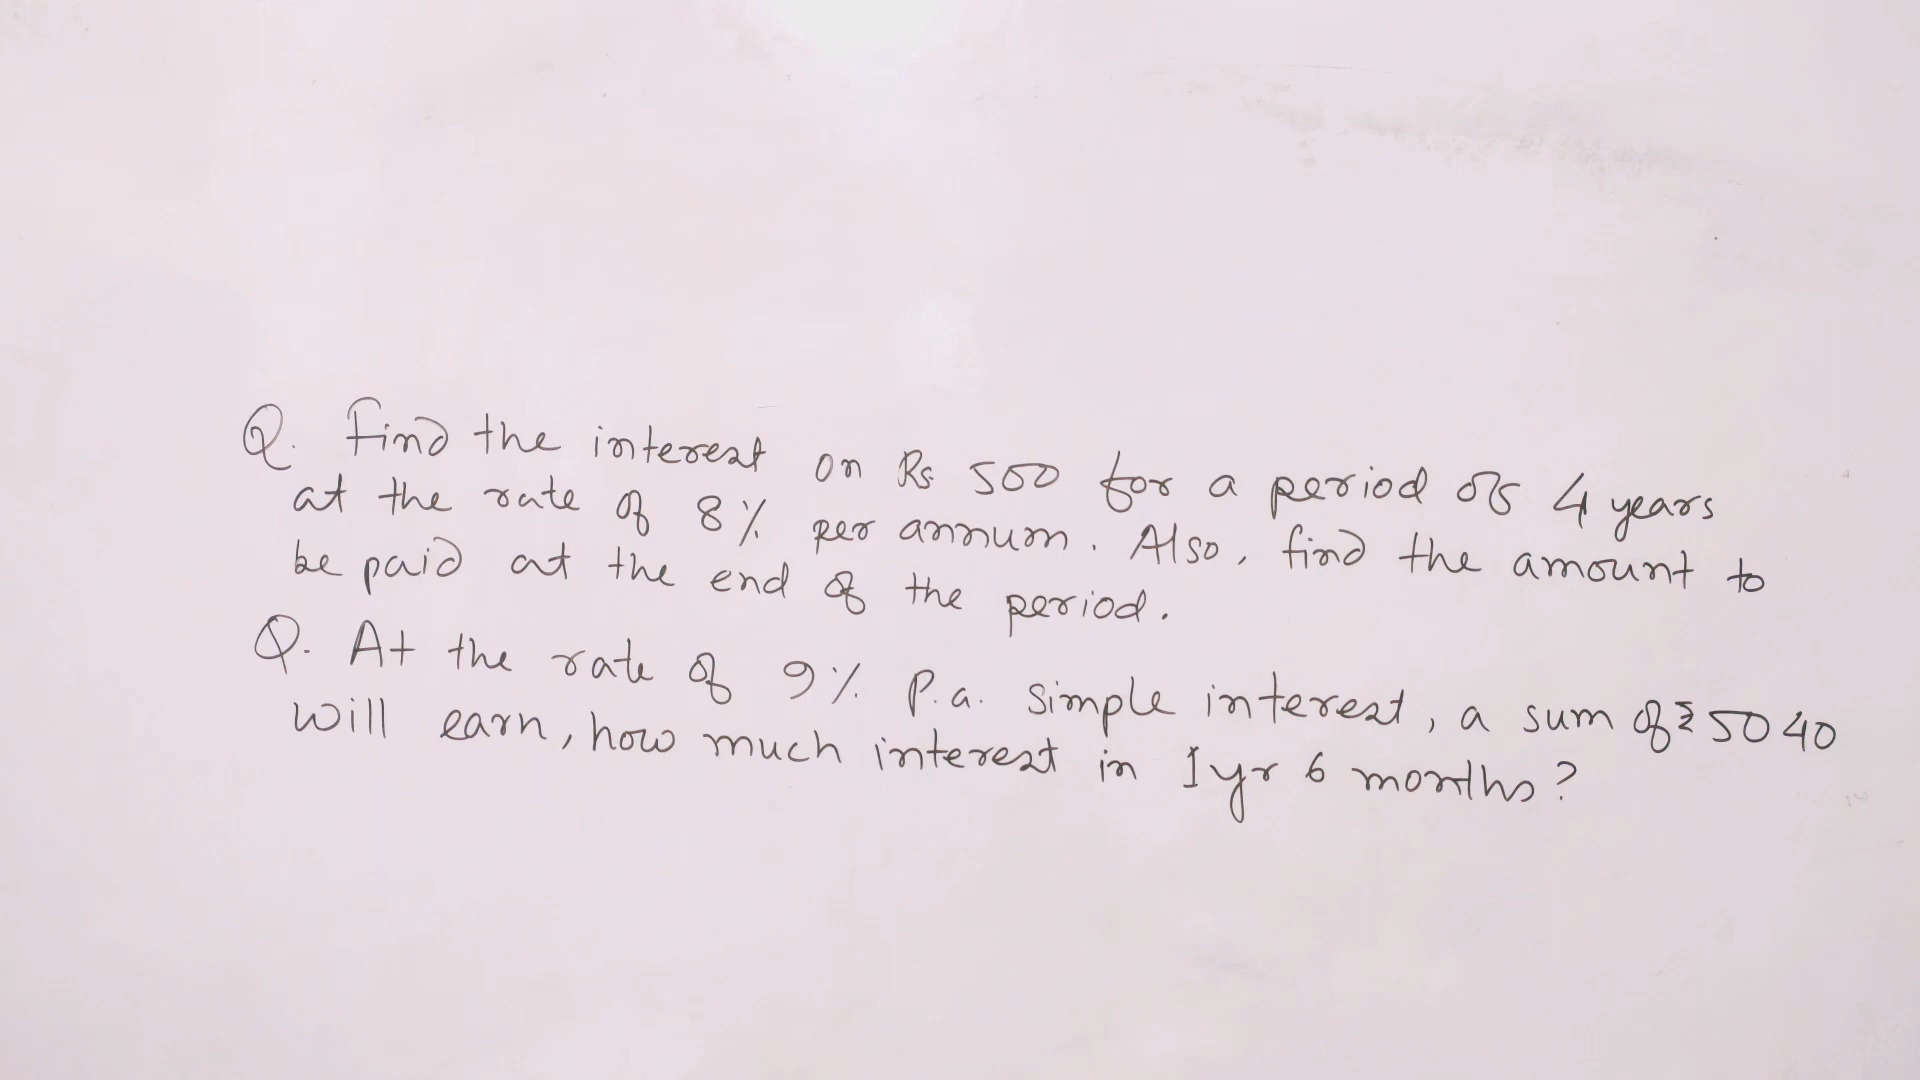 Q. Find the interest on Rs. 500 for a period of 4 years
at the rate of 8% per annum. Also, find the amount to
be paid at the end of the period.
Q. At the rate of 9% P.a. simple interest, a sum of ₹ 5040
will earn, how much interest in 1yr 6 months?